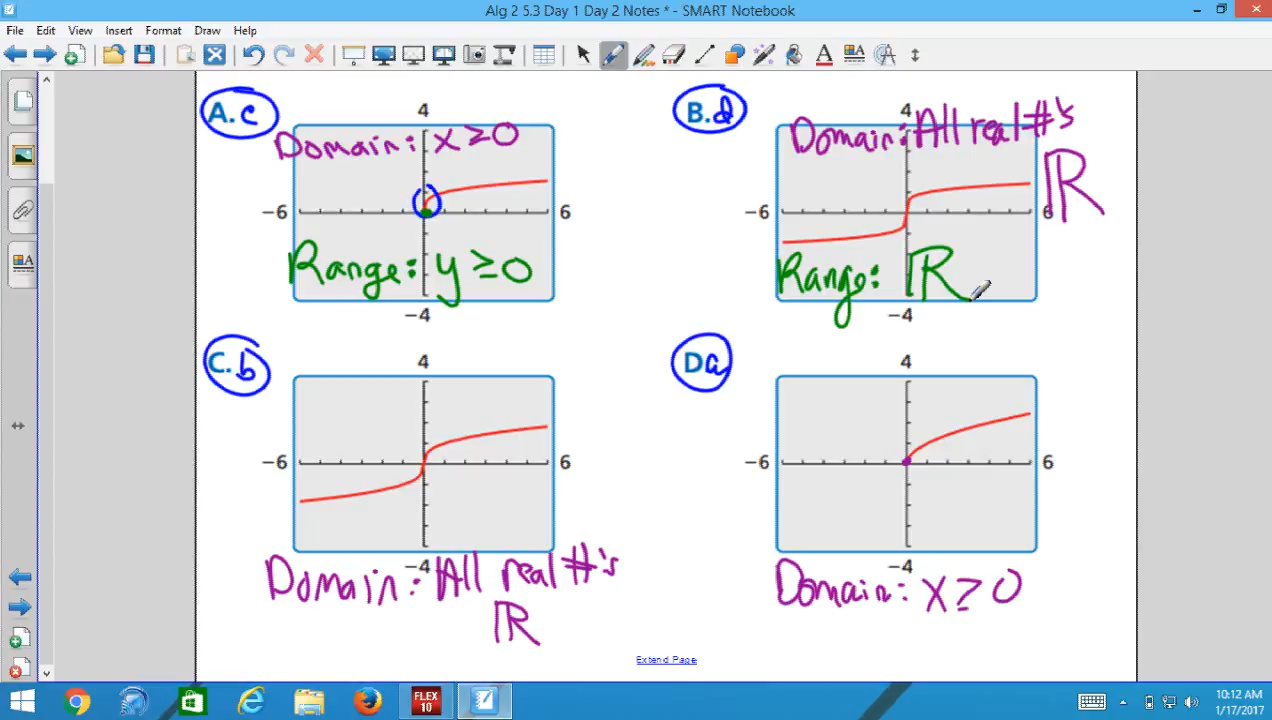 Alg 2 5.3 Day 1 Day 2 Notes * - SMART Notebook
File Edit View Insert Format Draw Help
A. c
4
Domain: x ≥ 0
-6
6
Range: y ≥ 0
-4
B. d
4
Domain: All real #'s
ℝ
-6
6
Range: ℝ
-4
C. b
4
-6
6
-4
Domain: All real #'s
ℝ
D a
4
-6
6
-4
Domain: x ≥ 0
Extend Page
FLEX
10
10:12 AM
1/17/2017